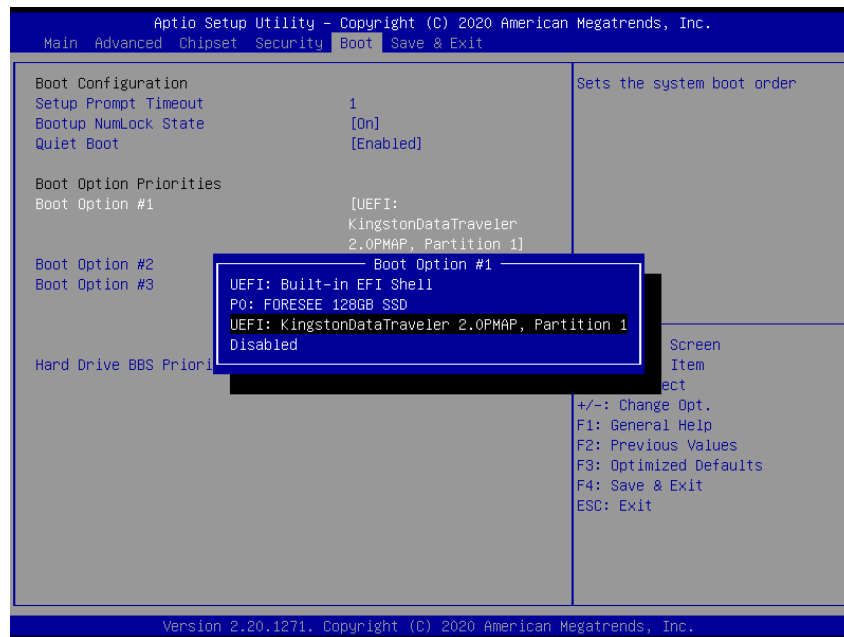 Aptio Setup Utility – Copyright (C) 2020 American Megatrends, Inc.
Main Advanced Chipset Security Boot Save & Exit
Boot Configuration
Setup Prompt Timeout 1
Bootup NumLock State [On]
Quiet Boot [Enabled]
Boot Option Priorities
Boot Option #1 [UEFI:
KingstonDataTraveler
2.0PMAP, Partition 1]
Boot Option #2
Boot Option #3
Hard Drive BBS Priori
Boot Option #1
UEFI: Built-in EFI Shell
P0: FORESEE 128GB SSD
UEFI: KingstonDataTraveler 2.0PMAP, Partition 1
Disabled
Sets the system boot order
Screen
Item
ect
+/-: Change Opt.
F1: General Help
F2: Previous Values
F3: Optimized Defaults
F4: Save & Exit
ESC: Exit
Version 2.20.1271. Copyright (C) 2020 American Megatrends, Inc.